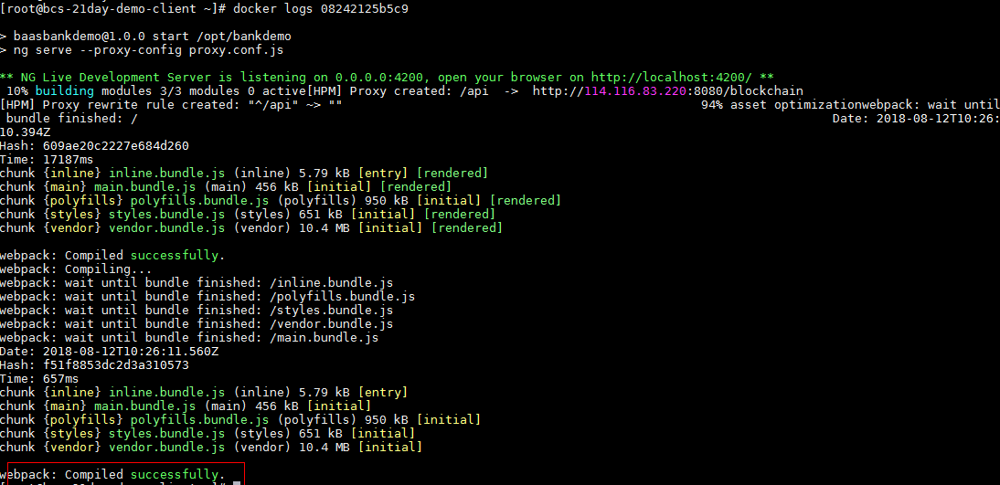 [root@bcs-21day-demo-client ~]# docker logs 08242125b5c9
> baasbankdemo@1.0.0 start /opt/bankdemo
> ng serve --proxy-config proxy.conf.js
** NG Live Development Server is listening on 0.0.0.0:4200, open your browser on http://localhost:4200/ **
10% building modules 3/3 modules 0 active[HPM] Proxy created: /api  ->  http://114.116.83.220:8080/blockchain
[HPM] Proxy rewrite rule created: "^/api" ~> "" 94% asset optimizationwebpack: wait until
bundle finished: / Date: 2018-08-12T10:26:
10.394Z
Hash: 609ae20c2227e684d260
Time: 17187ms
chunk {inline} inline.bundle.js (inline) 5.79 kB [entry] [rendered]
chunk {main} main.bundle.js (main) 456 kB [initial] [rendered]
chunk {polyfills} polyfills.bundle.js (polyfills) 950 kB [initial] [rendered]
chunk {styles} styles.bundle.js (styles) 651 kB [initial] [rendered]
chunk {vendor} vendor.bundle.js (vendor) 10.4 MB [initial] [rendered]
webpack: Compiled successfully.
webpack: Compiling...
webpack: wait until bundle finished: /inline.bundle.js
webpack: wait until bundle finished: /polyfills.bundle.js
webpack: wait until bundle finished: /styles.bundle.js
webpack: wait until bundle finished: /vendor.bundle.js
webpack: wait until bundle finished: /main.bundle.js
Date: 2018-08-12T10:26:11.560Z
Hash: f51f8853dc2d3a310573
Time: 657ms
chunk {inline} inline.bundle.js (inline) 5.79 kB [entry]
chunk {main} main.bundle.js (main) 456 kB [initial]
chunk {polyfills} polyfills.bundle.js (polyfills) 950 kB [initial]
chunk {styles} styles.bundle.js (styles) 651 kB [initial]
chunk {vendor} vendor.bundle.js (vendor) 10.4 MB [initial]
webpack: Compiled successfully.